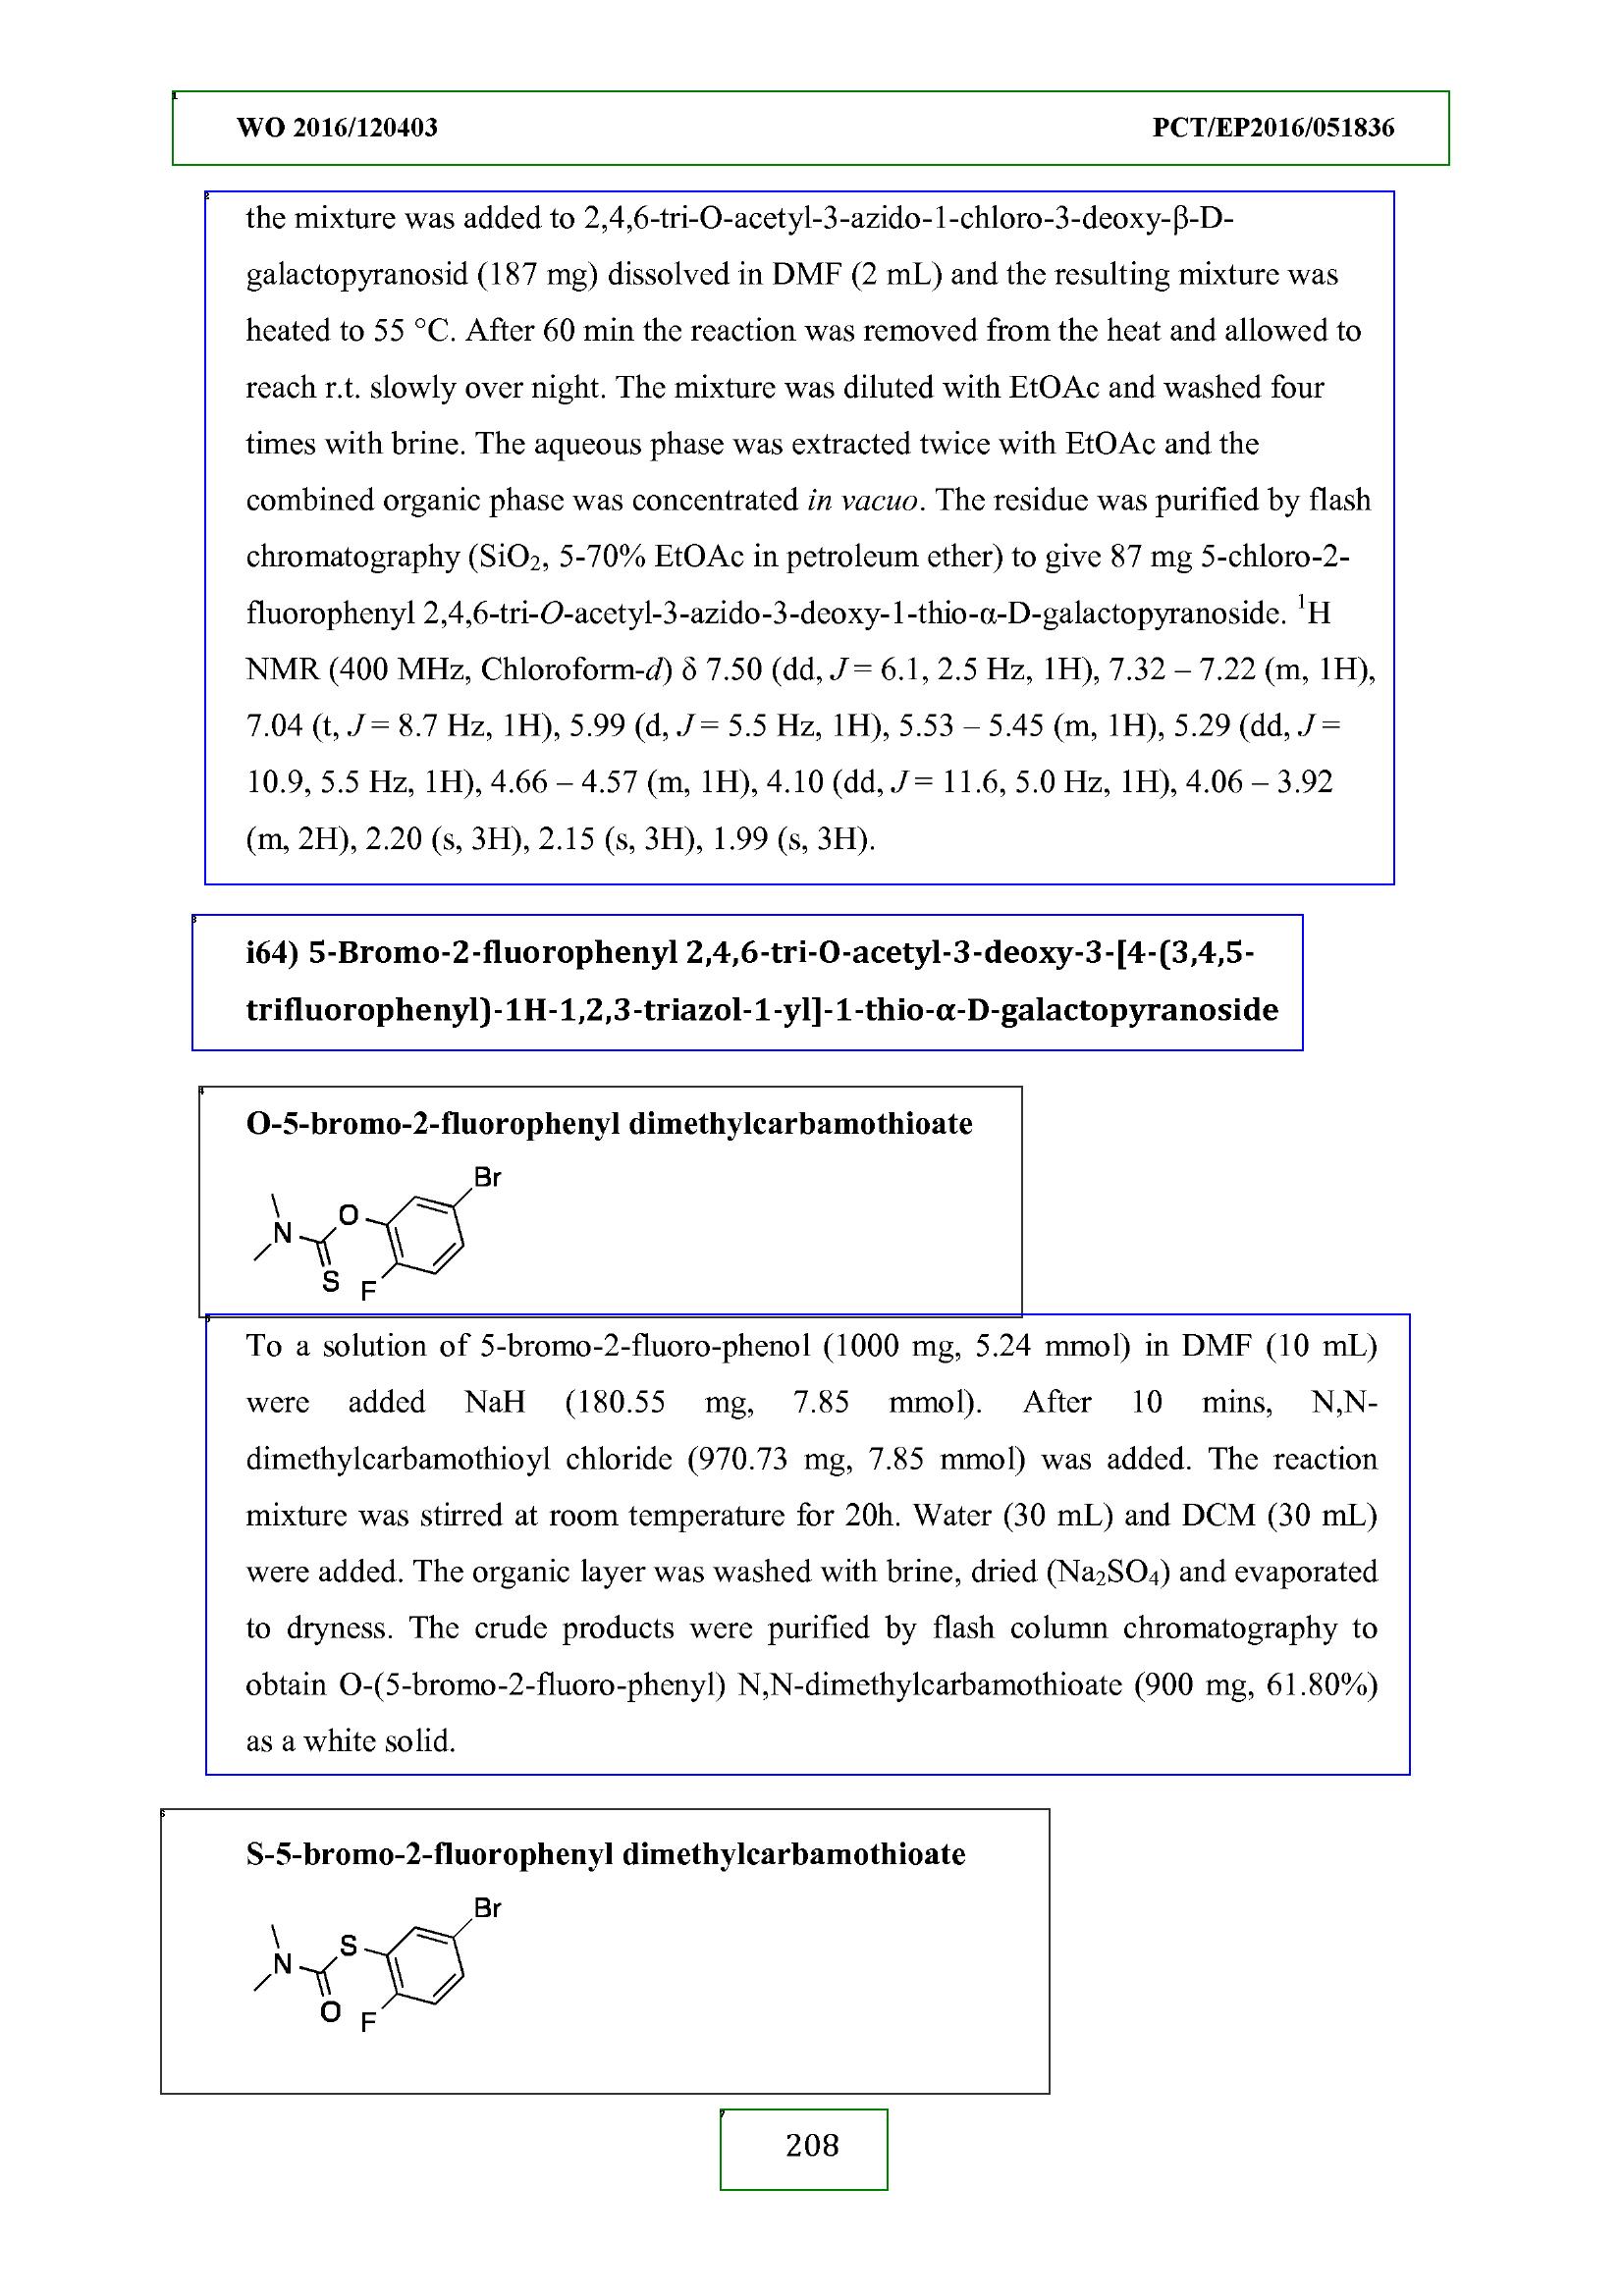 1
WO 2016/120403 PCT/EP2016/051836
2
the mixture was added to 2,4,6-tri-O-acetyl-3-azido-1-chloro-3-deoxy-β-D-
galactopyranosid (187 mg) dissolved in DMF (2 mL) and the resulting mixture was
heated to 55 °C. After 60 min the reaction was removed from the heat and allowed to
reach r.t. slowly over night. The mixture was diluted with EtOAc and washed four
times with brine. The aqueous phase was extracted twice with EtOAc and the
combined organic phase was concentrated in vacuo. The residue was purified by flash
chromatography (SiO₂, 5-70% EtOAc in petroleum ether) to give 87 mg 5-chloro-2-
fluorophenyl 2,4,6-tri-O-acetyl-3-azido-3-deoxy-1-thio-α-D-galactopyranoside. ¹H
NMR (400 MHz, Chloroform-d) δ 7.50 (dd, J = 6.1, 2.5 Hz, 1H), 7.32 – 7.22 (m, 1H),
7.04 (t, J = 8.7 Hz, 1H), 5.99 (d, J = 5.5 Hz, 1H), 5.53 – 5.45 (m, 1H), 5.29 (dd, J =
10.9, 5.5 Hz, 1H), 4.66 – 4.57 (m, 1H), 4.10 (dd, J = 11.6, 5.0 Hz, 1H), 4.06 – 3.92
(m, 2H), 2.20 (s, 3H), 2.15 (s, 3H), 1.99 (s, 3H).
3
i64) 5-Bromo-2-fluorophenyl 2,4,6-tri-O-acetyl-3-deoxy-3-[4-(3,4,5-
trifluorophenyl)-1H-1,2,3-triazol-1-yl]-1-thio-α-D-galactopyranoside
4
O-5-bromo-2-fluorophenyl dimethylcarbamothioate
Br
O
N
S F
5
To a solution of 5-bromo-2-fluoro-phenol (1000 mg, 5.24 mmol) in DMF (10 mL)
were added NaH (180.55 mg, 7.85 mmol). After 10 mins, N,N-
dimethylcarbamothioyl chloride (970.73 mg, 7.85 mmol) was added. The reaction
mixture was stirred at room temperature for 20h. Water (30 mL) and DCM (30 mL)
were added. The organic layer was washed with brine, dried (Na₂SO₄) and evaporated
to dryness. The crude products were purified by flash column chromatography to
obtain O-(5-bromo-2-fluoro-phenyl) N,N-dimethylcarbamothioate (900 mg, 61.80%)
as a white solid.
6
S-5-bromo-2-fluorophenyl dimethylcarbamothioate
Br
S
N
O F
7
208